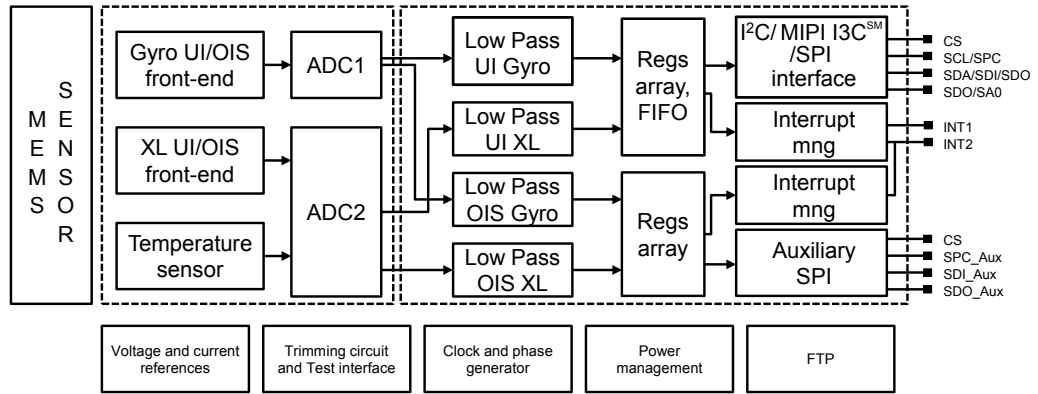 MEMS
SENSOR
Gyro UI/OIS
front-end
XL UI/OIS
front-end
Temperature
sensor
ADC1
ADC2
Low Pass
UI Gyro
Low Pass
UI XL
Low Pass
OIS Gyro
Low Pass
OIS XL
Regs
array,
FIFO
Regs
array
I²C/ MIPI I3C℠
/SPI
interface
Interrupt
mng
Interrupt
mng
Auxiliary
SPI
CS
SCL/SPC
SDA/SDI/SDO
SDO/SA0
INT1
INT2
CS
SPC_Aux
SDI_Aux
SDO_Aux
Voltage and current
references
Trimming circuit
and Test interface
Clock and phase
generator
Power
management
FTP